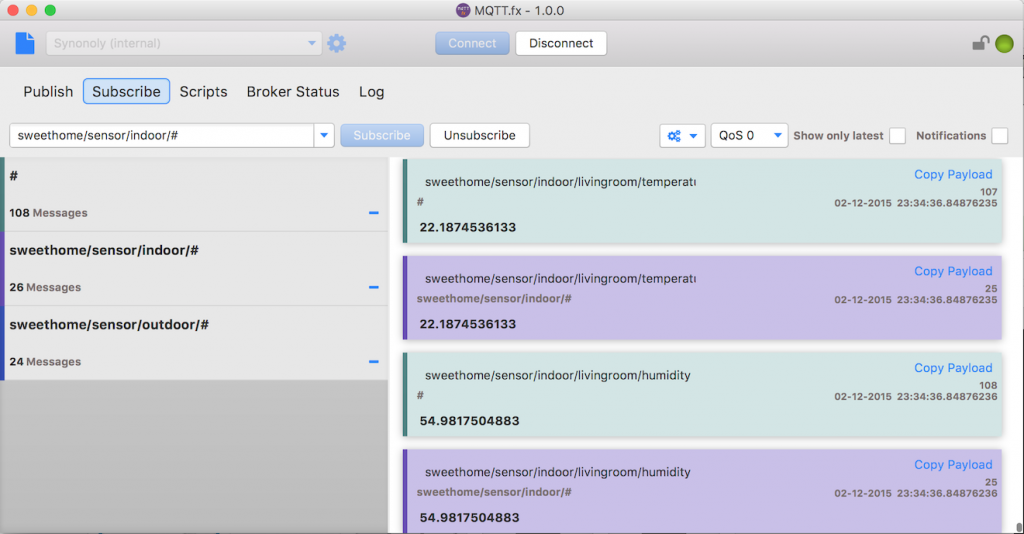 MQTT.fx - 1.0.0
Synonoly (internal)
Connect
Disconnect
Publish
Subscribe
Scripts
Broker Status
Log
sweethome/sensor/indoor/#
Subscribe
Unsubscribe
QoS 0
Show only latest
Notifications
#
108 Messages
sweethome/sensor/indoor/#
26 Messages
sweethome/sensor/outdoor/#
24 Messages
Copy Payload
sweethome/sensor/indoor/livingroom/temperatu
107
#
02-12-2015 23:34:36.84876235
22.1874536133
Copy Payload
sweethome/sensor/indoor/livingroom/temperatu
25
sweethome/sensor/indoor/#
02-12-2015 23:34:36.84876235
22.1874536133
Copy Payload
sweethome/sensor/indoor/livingroom/humidity
108
#
02-12-2015 23:34:36.84876236
54.9817504883
Copy Payload
sweethome/sensor/indoor/livingroom/humidity
25
sweethome/sensor/indoor/#
02-12-2015 23:34:36.84876236
54.9817504883